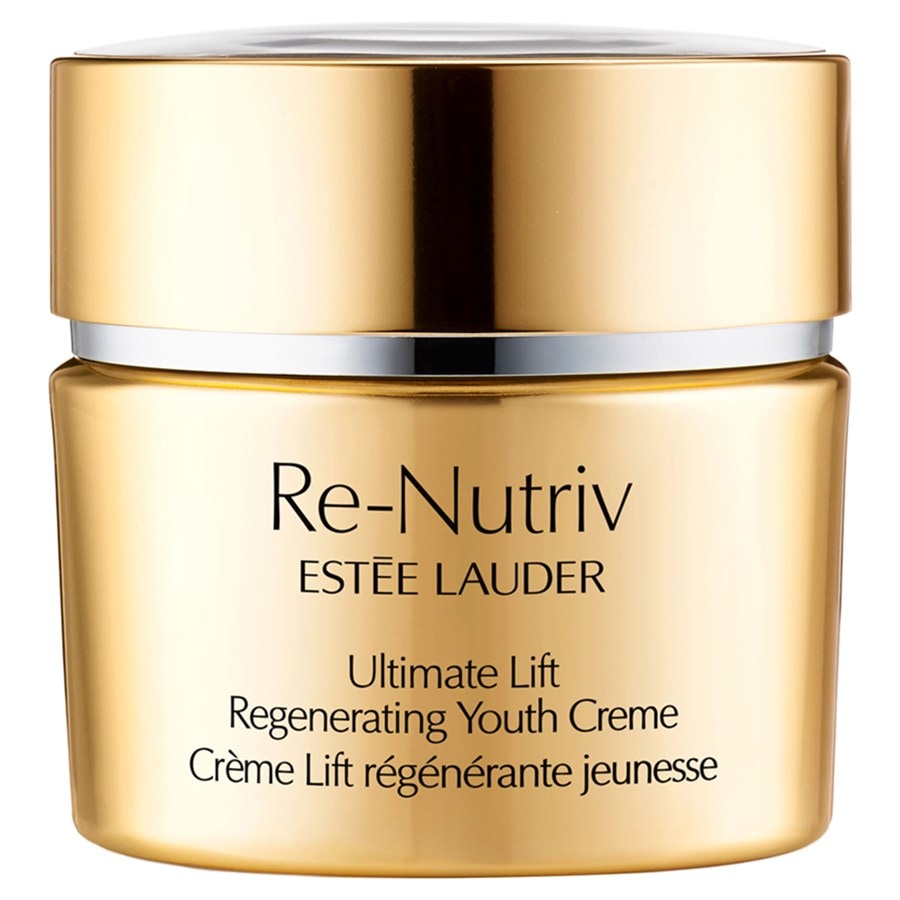 Re-Nutriv
ESTĒE LAUDER
Ultimate Lift
Regenerating Youth Creme
Crème Lift régénérante jeunesse